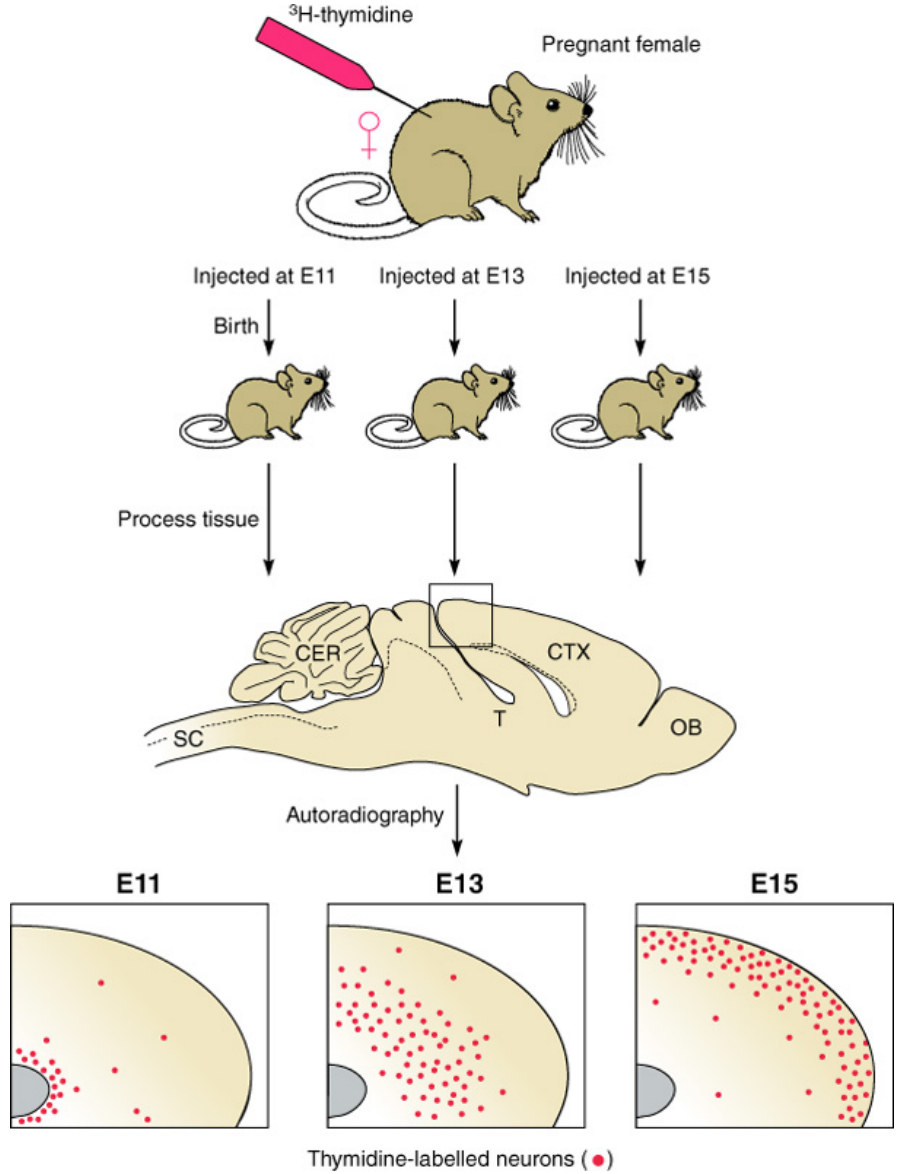 ³H-thymidine
Pregnant female
♀
Injected at E11
Injected at E13
Injected at E15
Birth
Process tissue
CER
CTX
T
OB
SC
Autoradiography
E11
E13
E15
Thymidine-labelled neurons (●)